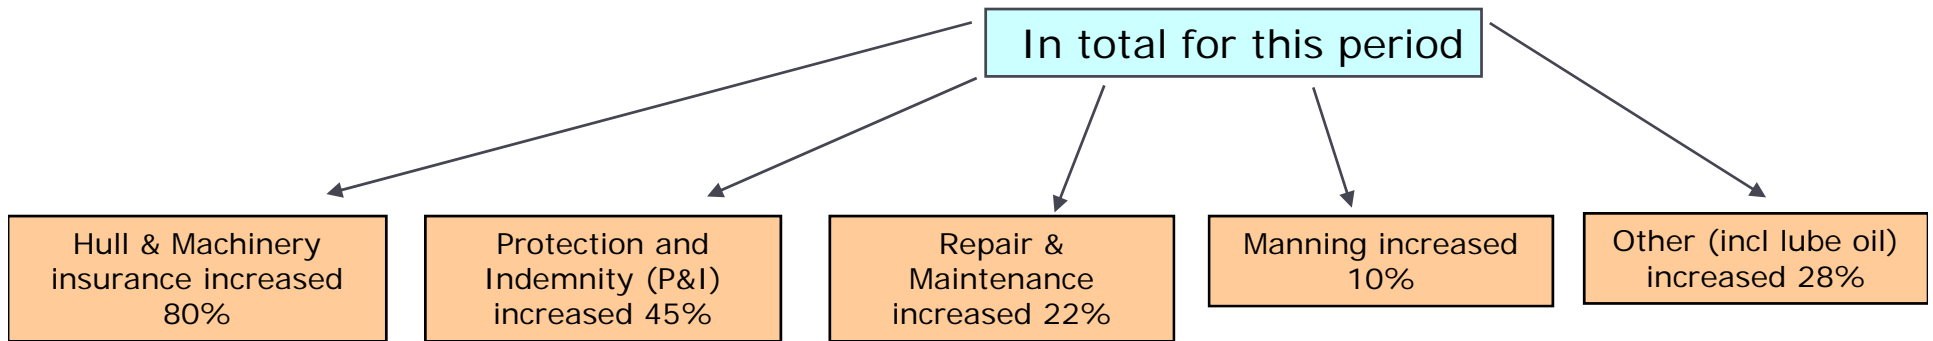 In total for this period
Hull & Machinery
insurance increased
80%
Protection and
Indemnity (P&I)
increased 45%
Repair &
Maintenance
increased 22%
Manning increased
10%
Other (incl lube oil)
increased 28%